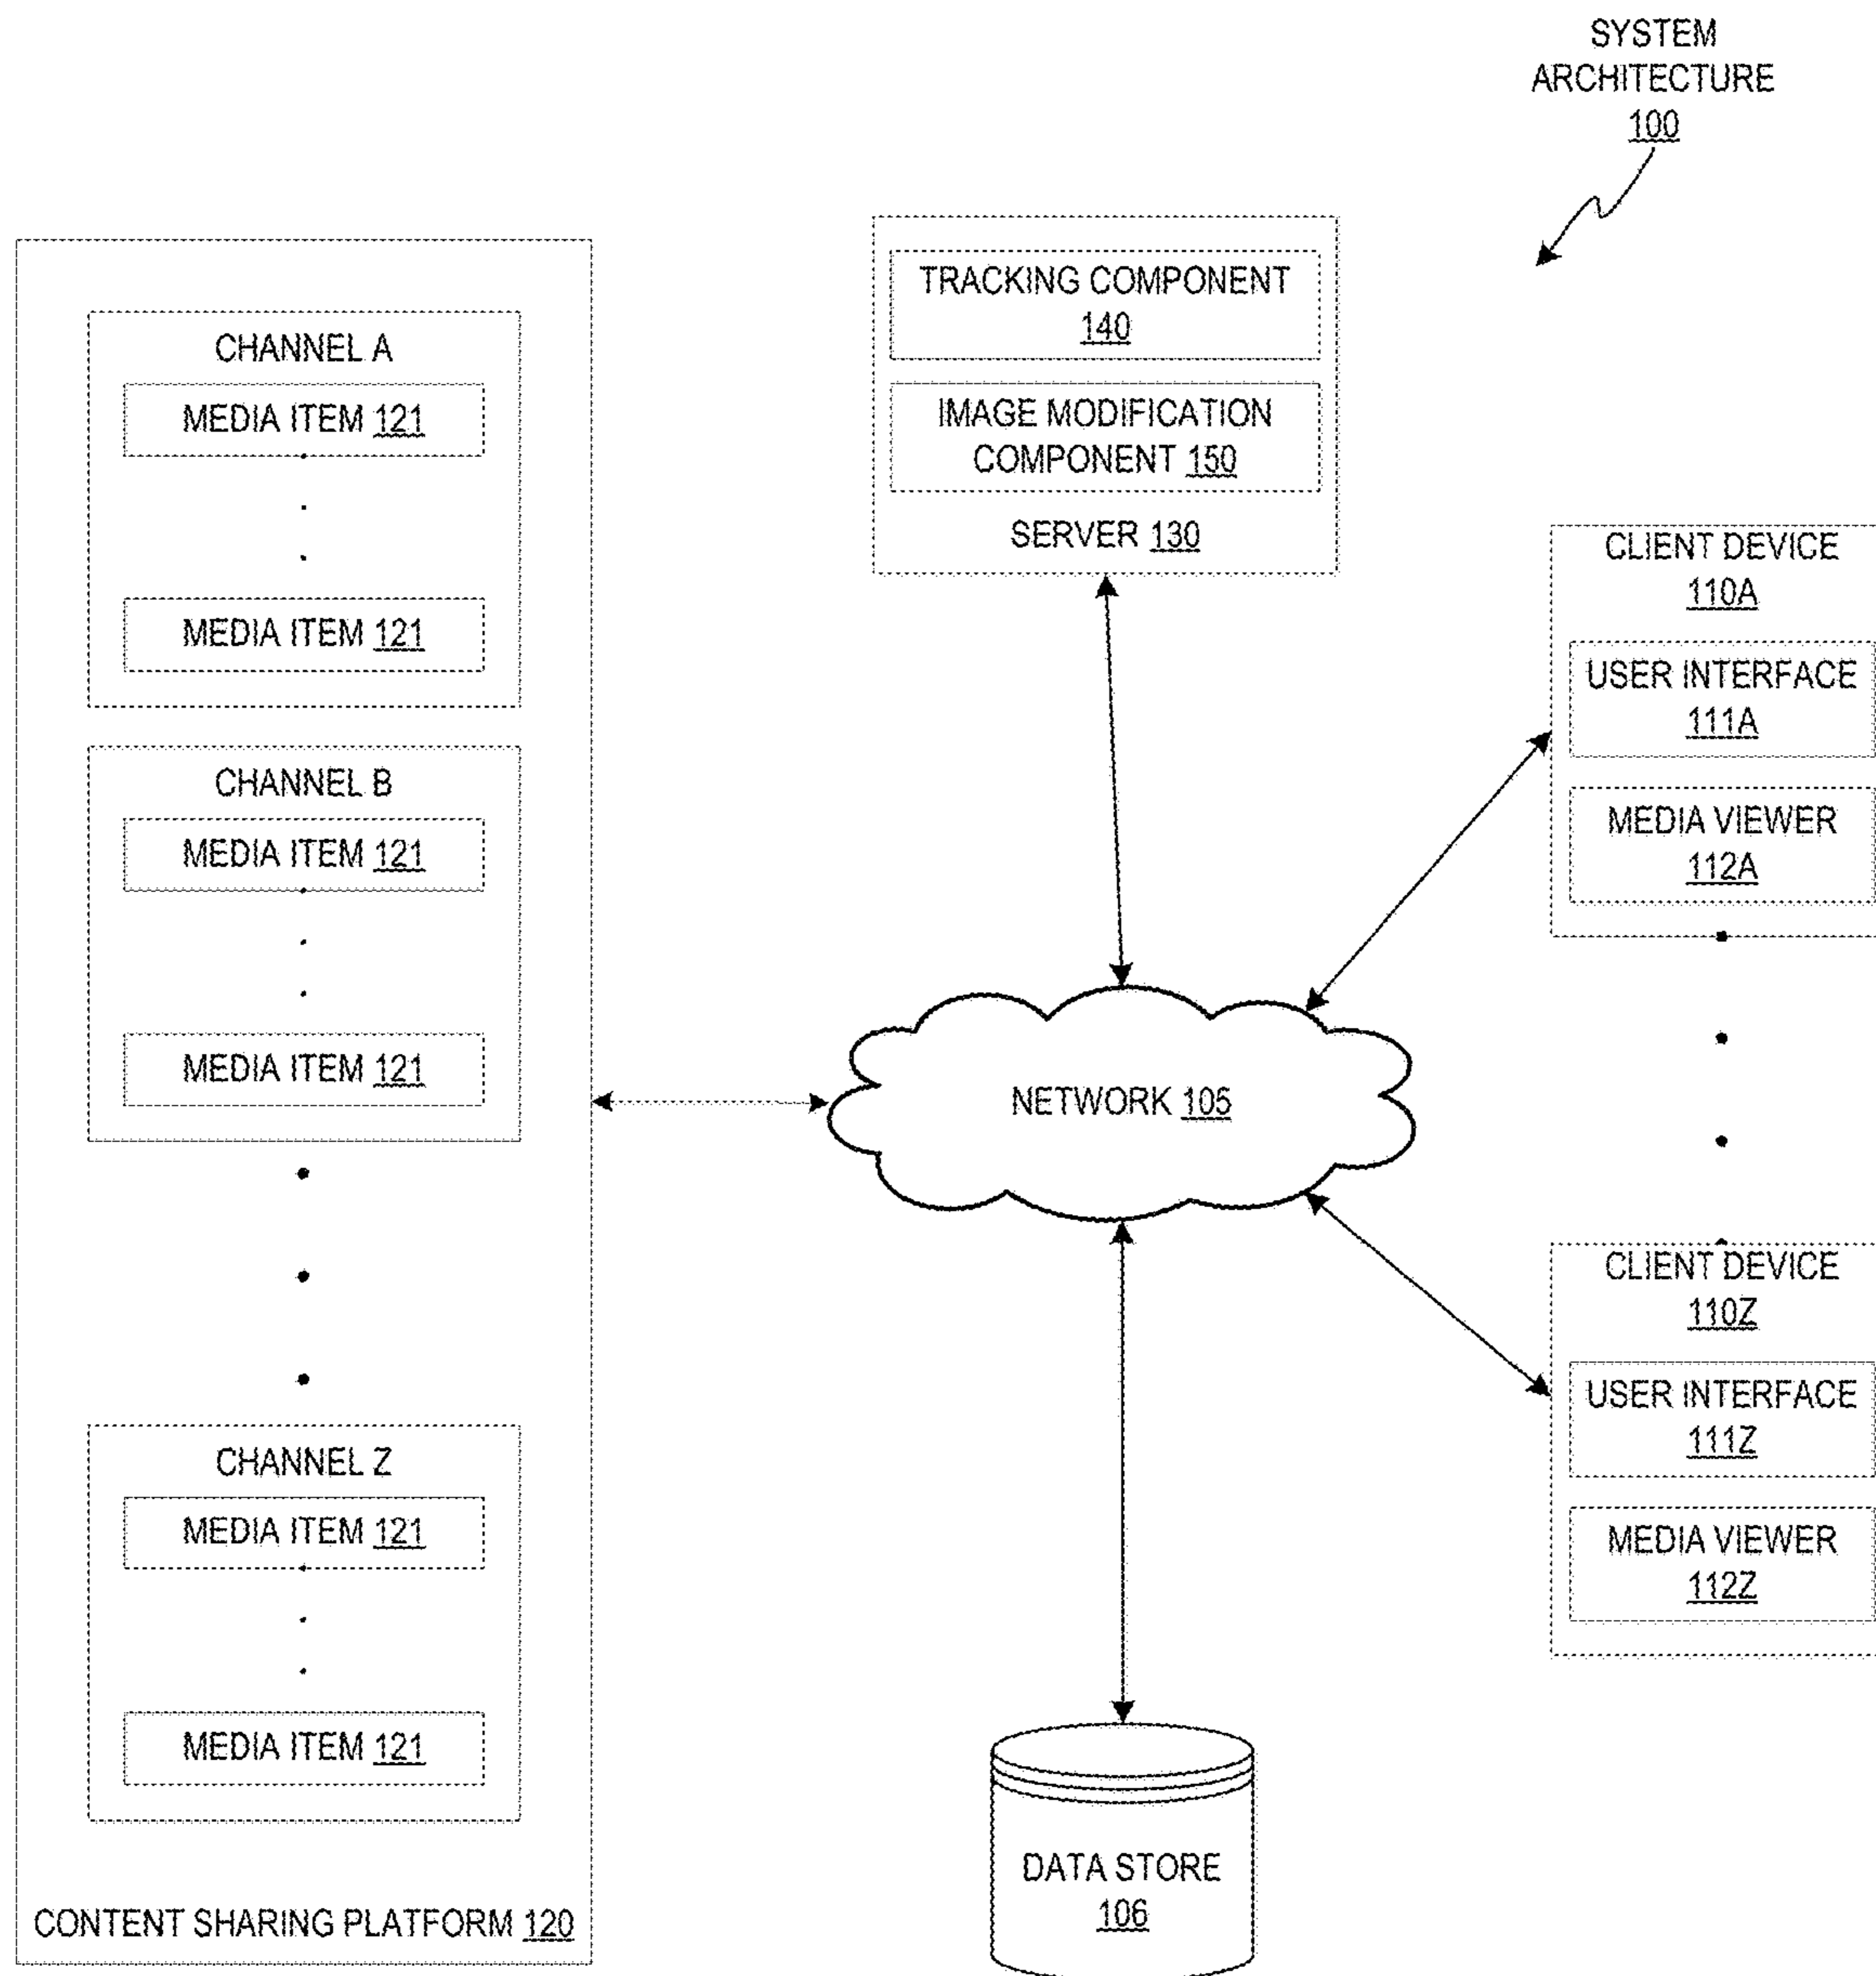 SYSTEM
ARCHITECTURE
100
CHANNEL A
MEDIA ITEM 121
MEDIA ITEM 121
CHANNEL B
MEDIA ITEM 121
MEDIA ITEM 121
CHANNEL Z
MEDIA ITEM 121
MEDIA ITEM 121
CONTENT SHARING PLATFORM 120
TRACKING COMPONENT
140
IMAGE MODIFICATION
COMPONENT 150
SERVER 130
NETWORK 105
DATA STORE
106
CLIENT DEVICE
110A
USER INTERFACE
111A
MEDIA VIEWER
112A
CLIENT DEVICE
110Z
USER INTERFACE
111Z
MEDIA VIEWER
112Z